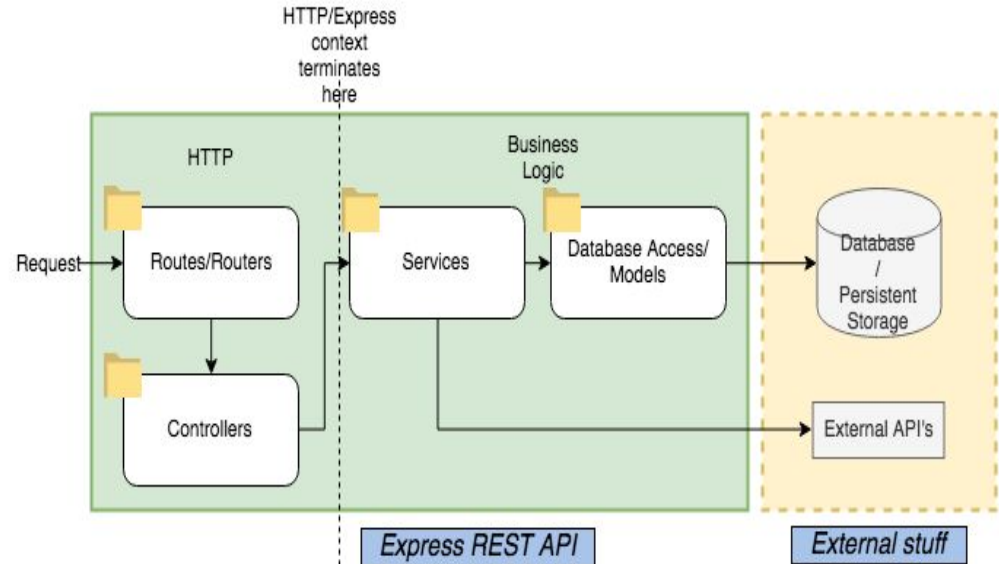 HTTP/Express
context
terminates
here
HTTP
Business
Logic
Request
Routes/Routers
Services
Database Access/
Models
Database
/
Persistent
Storage
Controllers
External API's
Express REST API
External stuff